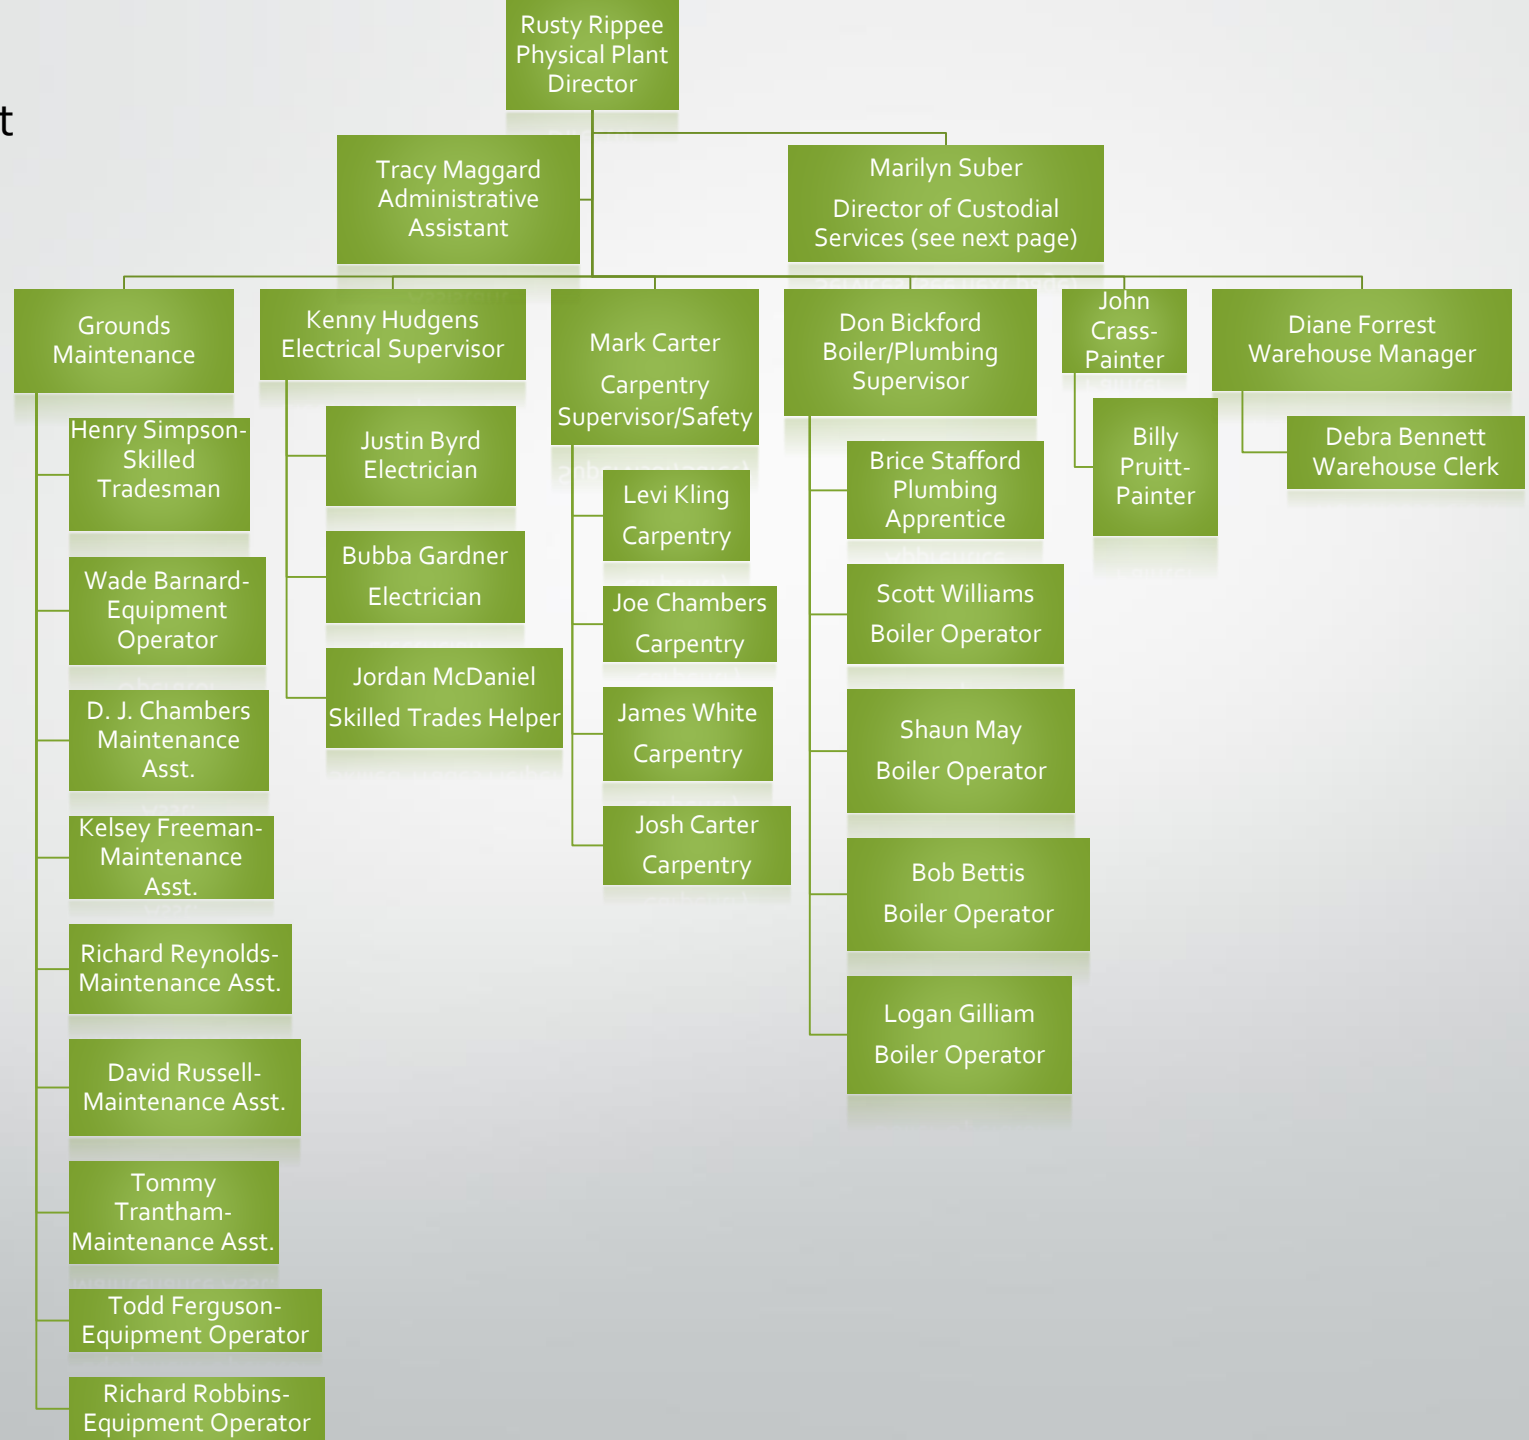 t
Rusty Rippee
Physical Plant
Director
Tracy Maggard
Administrative
Assistant
Marilyn Suber
Director of Custodial
Services (see next page)
Grounds
Maintenance
Henry Simpson-
Skilled
Tradesman
Wade Barnard-
Equipment
Operator
D. J. Chambers
Maintenance
Asst.
Kelsey Freeman-
Maintenance
Asst.
Richard Reynolds-
Maintenance Asst.
David Russell-
Maintenance Asst.
Tommy
Trantham-
Maintenance Asst.
Todd Ferguson-
Equipment Operator
Richard Robbins-
Equipment Operator
Kenny Hudgens
Electrical Supervisor
Justin Byrd
Electrician
Bubba Gardner
Electrician
Jordan McDaniel
Skilled Trades Helper
Mark Carter
Carpentry
Supervisor/Safety
Levi Kling
Carpentry
Joe Chambers
Carpentry
James White
Carpentry
Josh Carter
Carpentry
Don Bickford
Boiler/Plumbing
Supervisor
Brice Stafford
Plumbing
Apprentice
Scott Williams
Boiler Operator
Shaun May
Boiler Operator
Bob Bettis
Boiler Operator
Logan Gilliam
Boiler Operator
John
Crass-
Painter
Billy
Pruitt-
Painter
Diane Forrest
Warehouse Manager
Debra Bennett
Warehouse Clerk